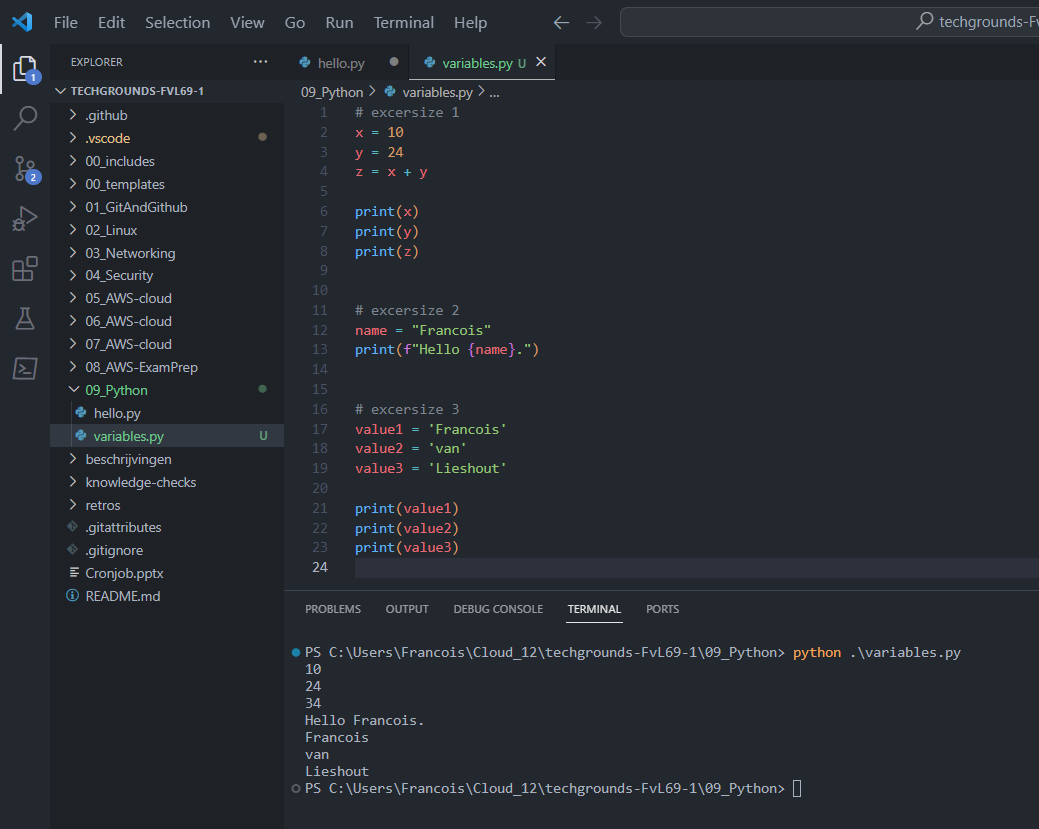 File Edit Selection View Go Run Terminal Help ← → techgrounds-Fv
EXPLORER ...
hello.py ●
variables.py U ×
TECHGROUNDS-FVL69-1
09_Python > variables.py > ...
1
2
.github
.vscode
00_includes
00_templates
01_GitAndGithub
02_Linux
03_Networking
04_Security
05_AWS-cloud
06_AWS-cloud
07_AWS-cloud
08_AWS-ExamPrep
09_Python
hello.py
variables.py U
beschrijvingen
knowledge-checks
retros
.gitattributes
.gitignore
Cronjob.pptx
README.md
1 # excersize 1
2 x = 10
3 y = 24
4 z = x + y
5
6 print(x)
7 print(y)
8 print(z)
9
10
11 # excersize 2
12 name = "Francois"
13 print(f"Hello {name}.")
14
15
16 # excersize 3
17 value1 = 'Francois'
18 value2 = 'van'
19 value3 = 'Lieshout'
20
21 print(value1)
22 print(value2)
23 print(value3)
24
PROBLEMS OUTPUT DEBUG CONSOLE TERMINAL PORTS
PS C:\Users\Francois\Cloud_12\techgrounds-FvL69-1\09_Python> python .\variables.py
10
24
34
Hello Francois.
Francois
van
Lieshout
PS C:\Users\Francois\Cloud_12\techgrounds-FvL69-1\09_Python>